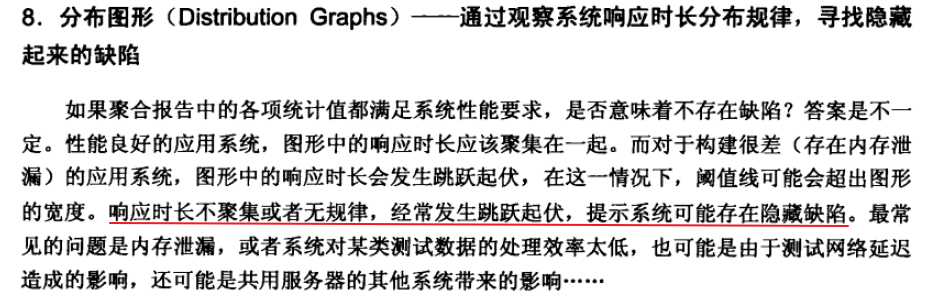 8．分布图形（Distribution Graphs）——通过观察系统响应时长分布规律，寻找隐藏
起来的缺陷
如果聚合报告中的各项统计值都满足系统性能要求，是否意味着不存在缺陷？答案是不一
定。性能良好的应用系统，图形中的响应时长应该聚集在一起。而对于构建很差（存在内存泄
漏）的应用系统，图形中的响应时长会发生跳跃起伏，在这一情况下，阈值线可能会超出图形
的宽度。响应时长不聚集或者无规律，经常发生跳跃起伏，提示系统可能存在隐藏缺陷。最常
见的问题是内存泄漏，或者系统对某类测试数据的处理效率太低，也可能是由于测试网络延迟
造成的影响，还可能是共用服务器的其他系统带来的影响……